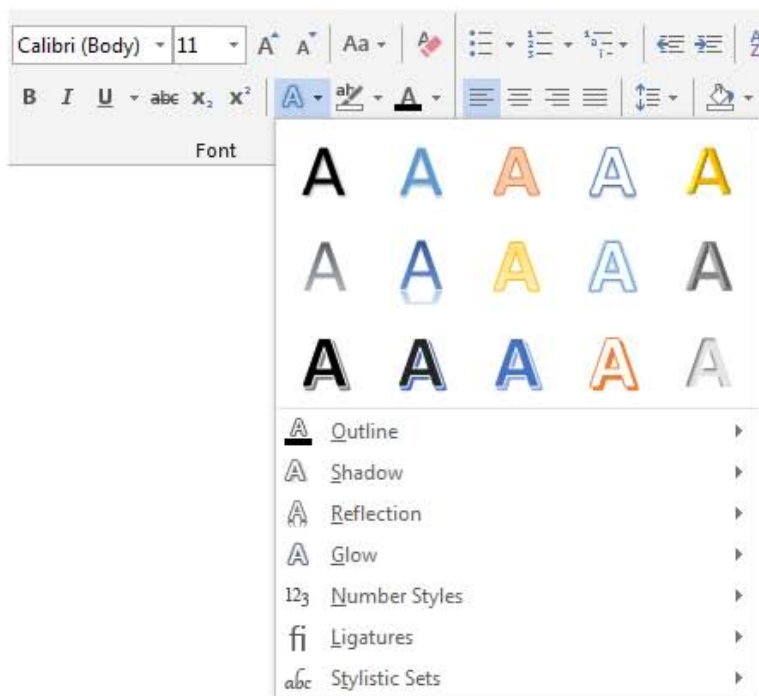 Calibri (Body) 11 A A Aa A
B I U abc X₂ X² A ab A
Font
A A A A A
A A A A A
A A A A A
A Outline
A Shadow
A Reflection
A Glow
123 Number Styles
fi Ligatures
abc Stylistic Sets